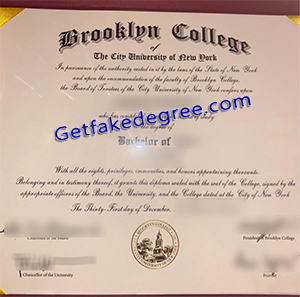 Brooklyn College
of
The City University of New York
In pursuance of the authority vested in it by the laws of the State of New York
and upon the recommendation of the faculty of Brooklyn College,
the Board of Trustees of the City University of New York confers upon
Getfakedegree.com
Bachelor of
With all the rights, privileges, immunities, and honors appertaining thereunto.
Belonging and in testimony thereof, it grants this diploma sealed with the seal of the College, signed by the
appropriate officers of the Board, the University, and the College dated at the City of New York
The Thirty-First day of December,
President of Brooklyn College
Chancellor of the University